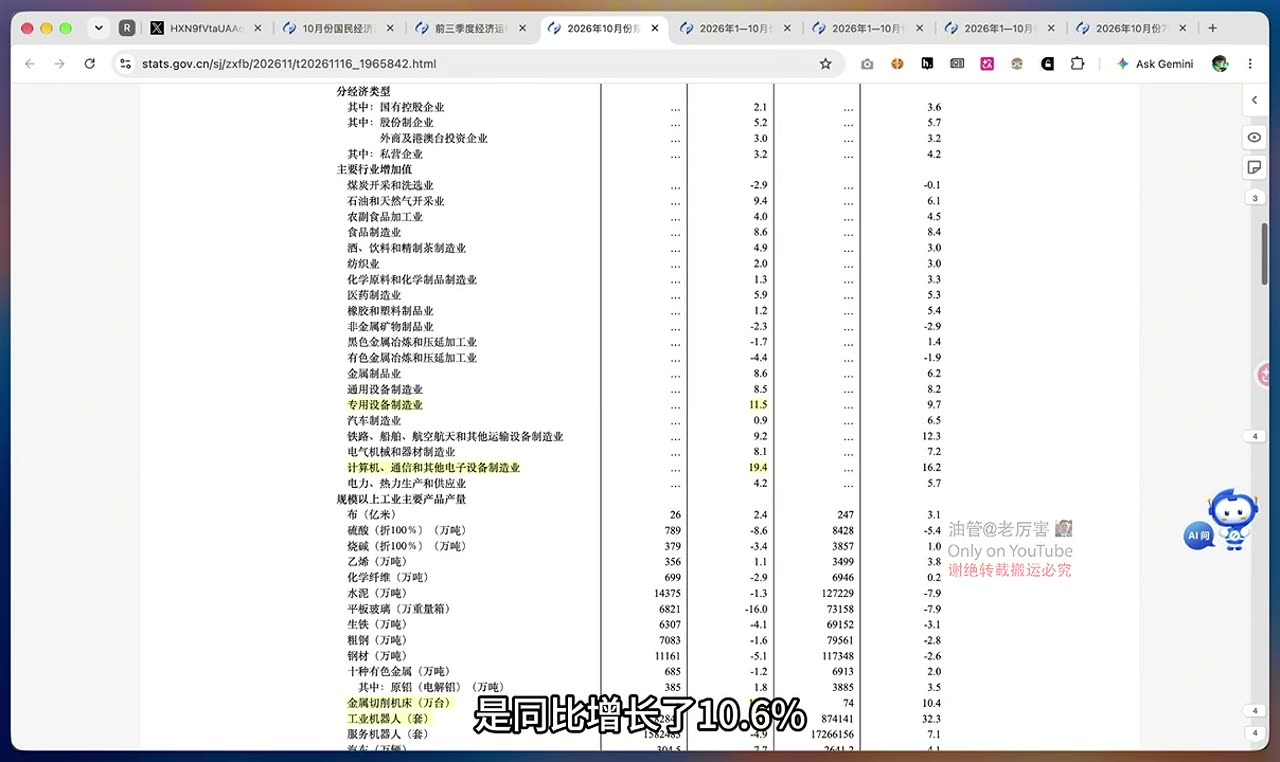 R HXN9fVtaUAA 10月份国民经济 前三季度经济运 2026年10月份规 2026年1—10月 2026年1—10月 2026年1—10月 2026年10月份7
stats.gov.cn/sj/zxfb/202611/t20261116_1965842.html Ask Gemini
分经济类型
其中：国有控股企业 … 2.1 … 3.6
其中：股份制企业 … 5.2 … 5.7
外商及港澳台投资企业 … 3.0 … 3.2
其中：私营企业 … 3.2 … 4.2
主要行业增加值
煤炭开采和洗选业 … -2.9 … -0.1
石油和天然气开采业 … 9.4 … 6.1
农副食品加工业 … 4.0 … 4.5
食品制造业 … 8.6 … 8.4
酒、饮料和精制茶制造业 … 4.9 … 3.0
纺织业 … 2.0 … 3.0
化学原料和化学制品制造业 … 1.3 … 3.3
医药制造业 … 5.9 … 5.3
橡胶和塑料制品业 … 1.2 … 5.4
非金属矿物制品业 … -2.3 … -2.9
黑色金属冶炼和压延加工业 … -1.7 … 1.4
有色金属冶炼和压延加工业 … -4.4 … -1.9
金属制品业 … 8.6 … 6.2
通用设备制造业 … 8.5 … 8.2
专用设备制造业 … 11.5 … 9.7
汽车制造业 … 0.9 … 6.5
铁路、船舶、航空航天和其他运输设备制造业 … 9.2 … 12.3
电气机械和器材制造业 … 8.1 … 7.2
计算机、通信和其他电子设备制造业 … 19.4 … 16.2
电力、热力生产和供应业 … 4.2 … 5.7
规模以上工业主要产品产量
布（亿米） 26 2.4 247 3.1
硫酸（折100%）（万吨） 789 -8.6 8428 -5.4
烧碱（折100%）（万吨） 379 -3.4 3857 1.0
乙烯（万吨） 356 1.1 3499 3.8
化学纤维（万吨） 699 -2.9 6946 0.2
水泥（万吨） 14375 -1.3 127229 -7.9
平板玻璃（万重量箱） 6821 -16.0 73158 -7.9
生铁（万吨） 6307 -4.1 69152 -3.1
粗钢（万吨） 7083 -1.6 79561 -2.8
钢材（万吨） 11161 -5.1 117348 -2.6
十种有色金属（万吨） 685 -1.2 6913 2.0
其中：原铝（电解铝）（万吨） 385 1.8 3885 3.5
金属切削机床（万台） 74 10.4
工业机器人（套） 874141 32.3
服务机器人（套） 1582485 -4.9 17266156 7.1
汽车（万辆） 304.5 -7.7 2641.2 4.1
油管@老厉害
Only on YouTube
谢绝转载搬运必究
AI问
3
4
4
4
是同比增长了10.6%